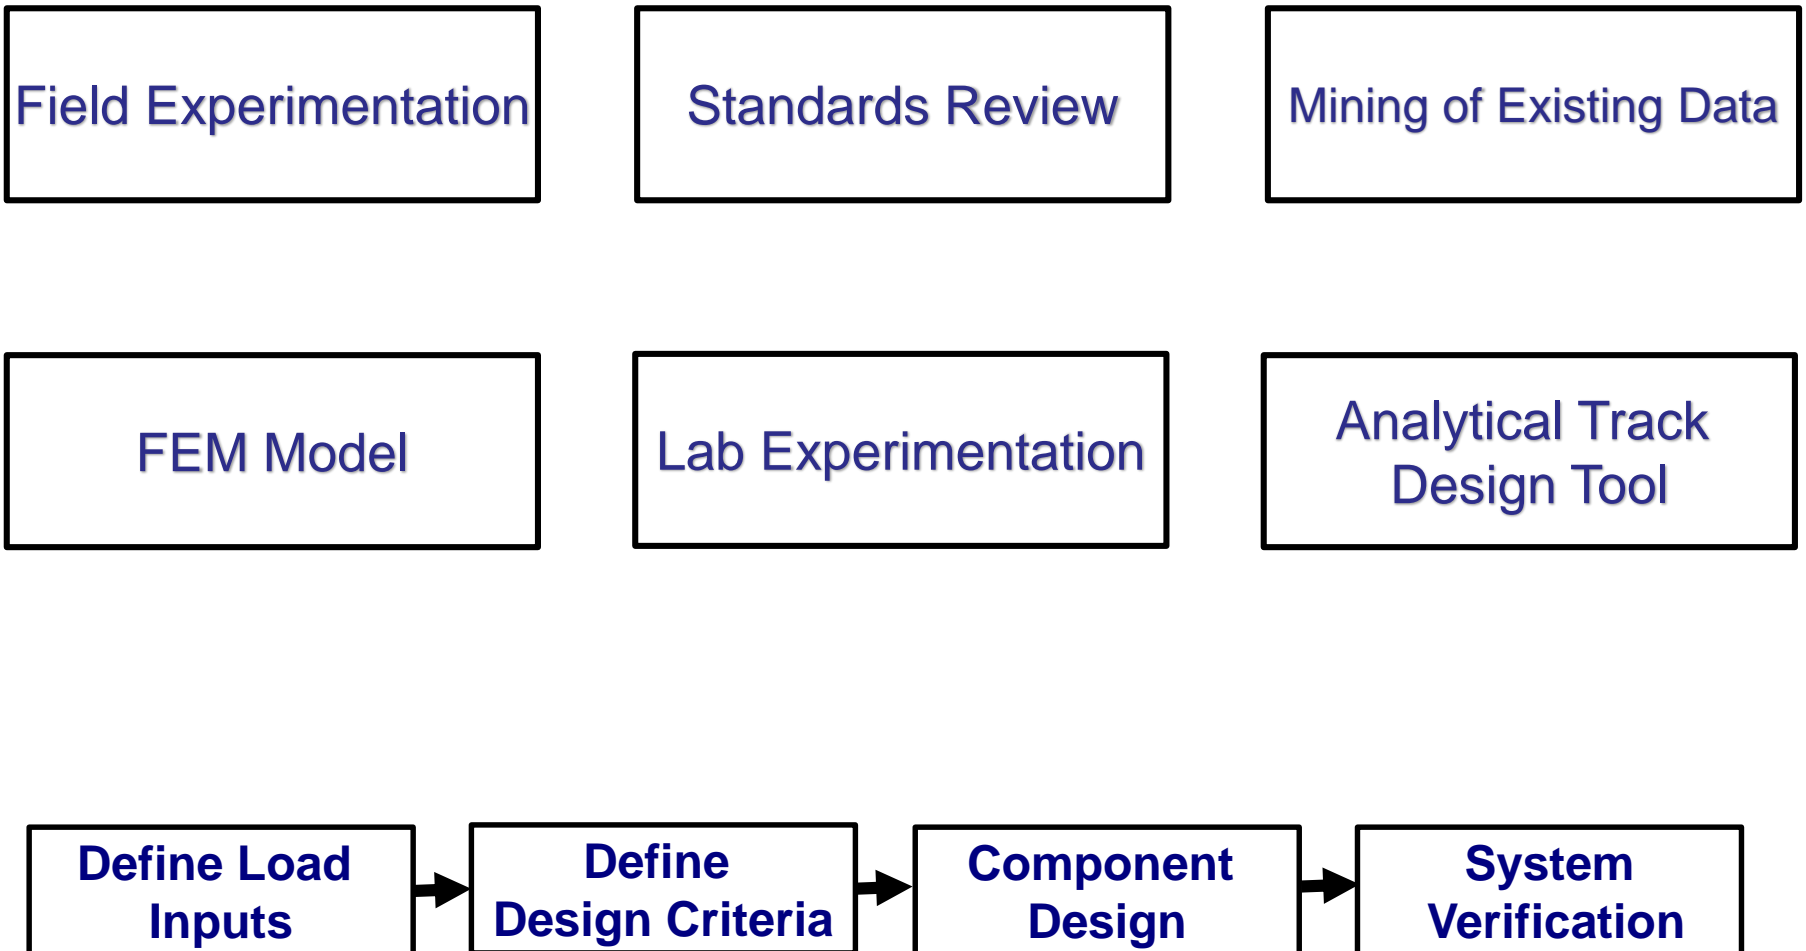 Field Experimentation
Standards Review
Mining of Existing Data
FEM Model
Lab Experimentation
Analytical Track
Design Tool
Define Load
Inputs
Define
Design Criteria
Component
Design
System
Verification